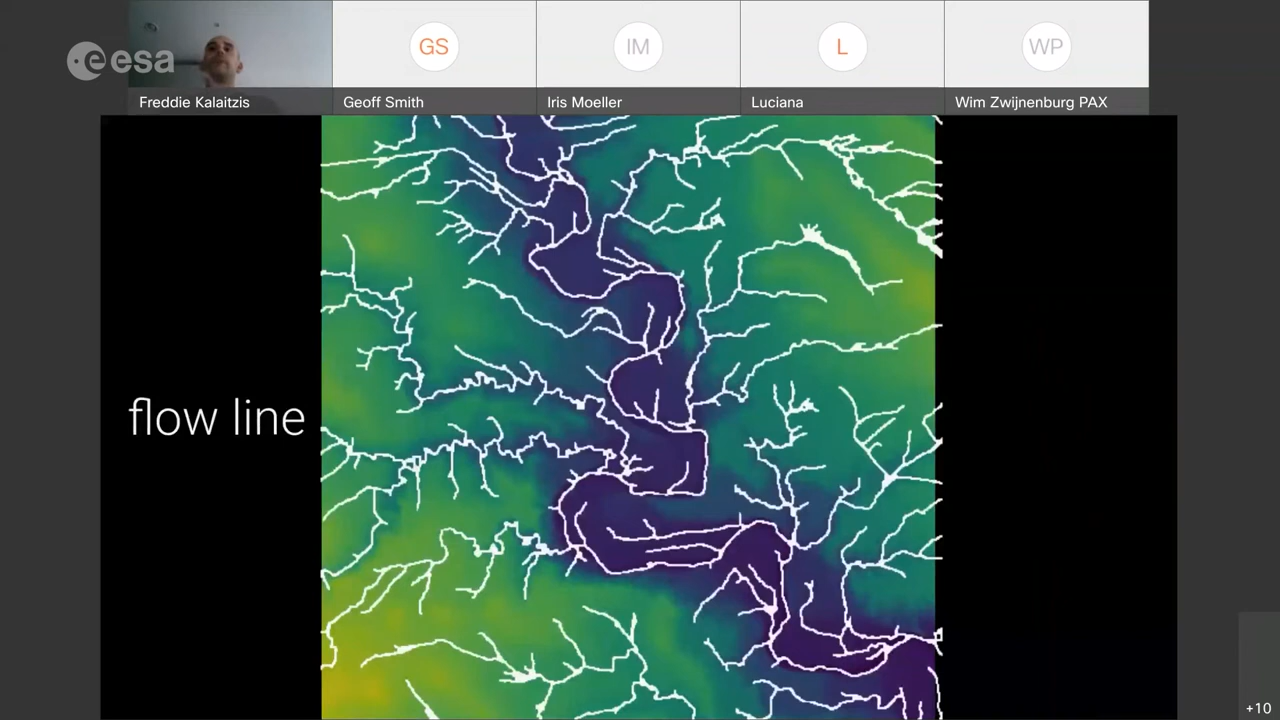 esa
GS
IM
L
WP
Freddie Kalaitzis
Geoff Smith
Iris Moeller
Luciana
Wim Zwijnenburg PAX
flow line
+10